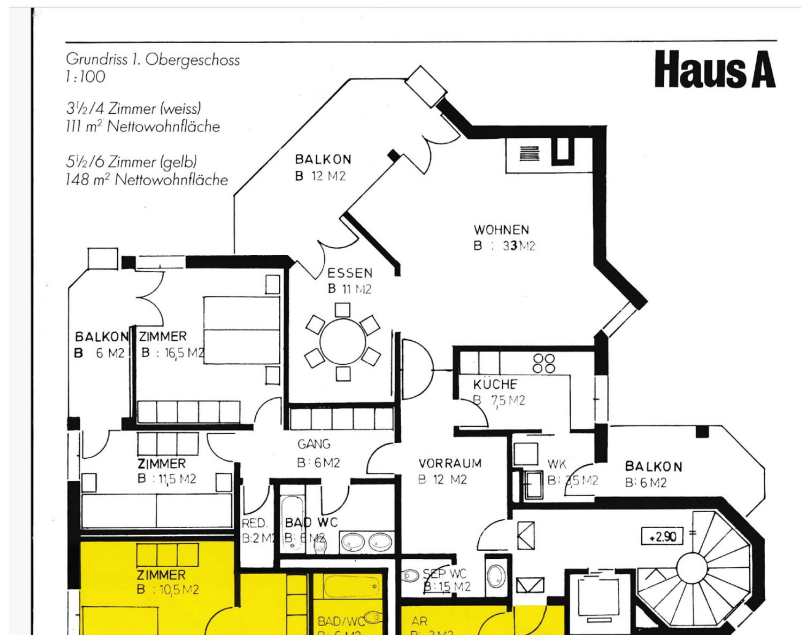 Grundriss 1. Obergeschoss
1:100
Haus A
3½/4 Zimmer (weiss)
111 m² Nettowohnfläche
5½/6 Zimmer (gelb)
148 m² Nettowohnfläche
BALKON
B 12 M2
WOHNEN
B : 33 M2
ESSEN
B 11 M2
BALKON
B 6 M2
ZIMMER
B : 16,5 M2
KÜCHE
B 7,5 M2
GANG
B: 6 M2
ZIMMER
B : 11,5 M2
VORRAUM
B: 12 M2
WK
B: 3,5 M2
BALKON
B: 6 M2
RED.
B:2 M2
BAD WC
B: 6 M2
+2.90
SEP WC
B: 1,5 M2
ZIMMER
B : 10,5 M2
BAD/WC
AR